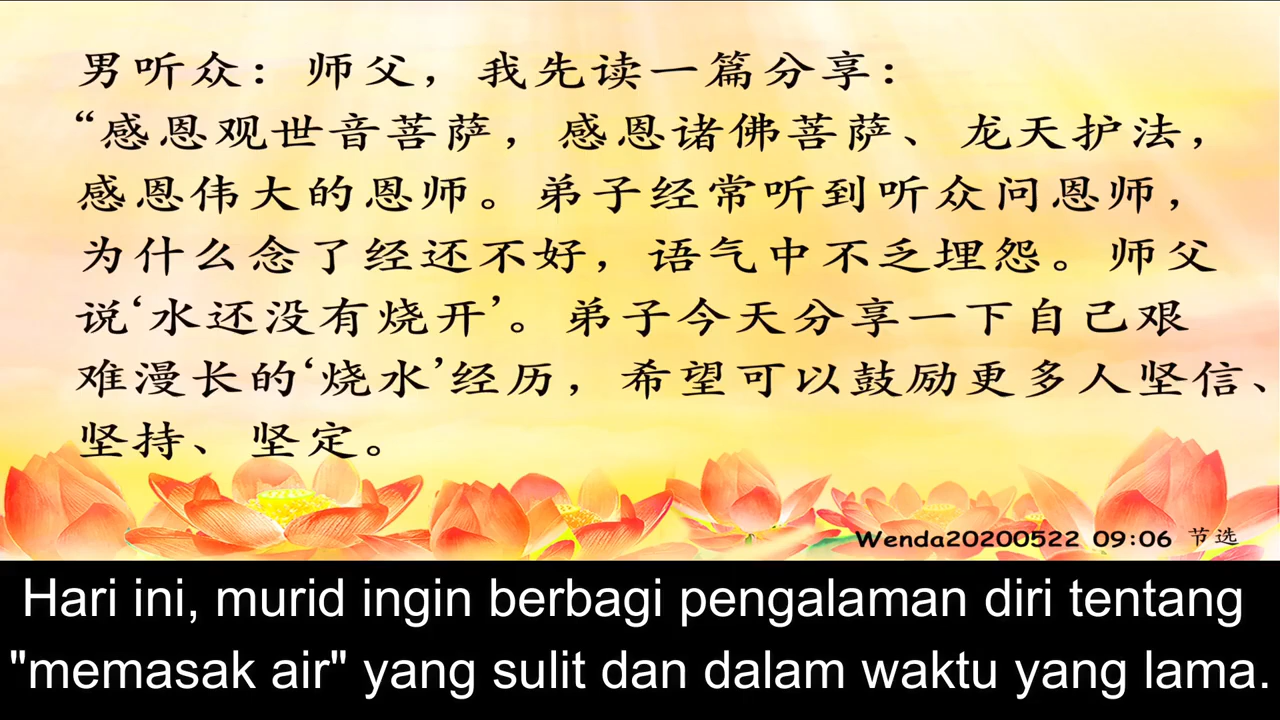 男听众：师父，我先读一篇分享：
“感恩观世音菩萨，感恩诸佛菩萨、龙天护法，
感恩伟大的恩师。弟子经常听到听众问恩师，
为什么念了经还不好，语气中不乏埋怨。师父
说‘水还没有烧开’。弟子今天分享一下自己艰
难漫长的‘烧水’经历，希望可以鼓励更多人坚信、
坚持、坚定。
Wenda20200522 09:06 节选
Hari ini, murid ingin berbagi pengalaman diri tentang
"memasak air" yang sulit dan dalam waktu yang lama.